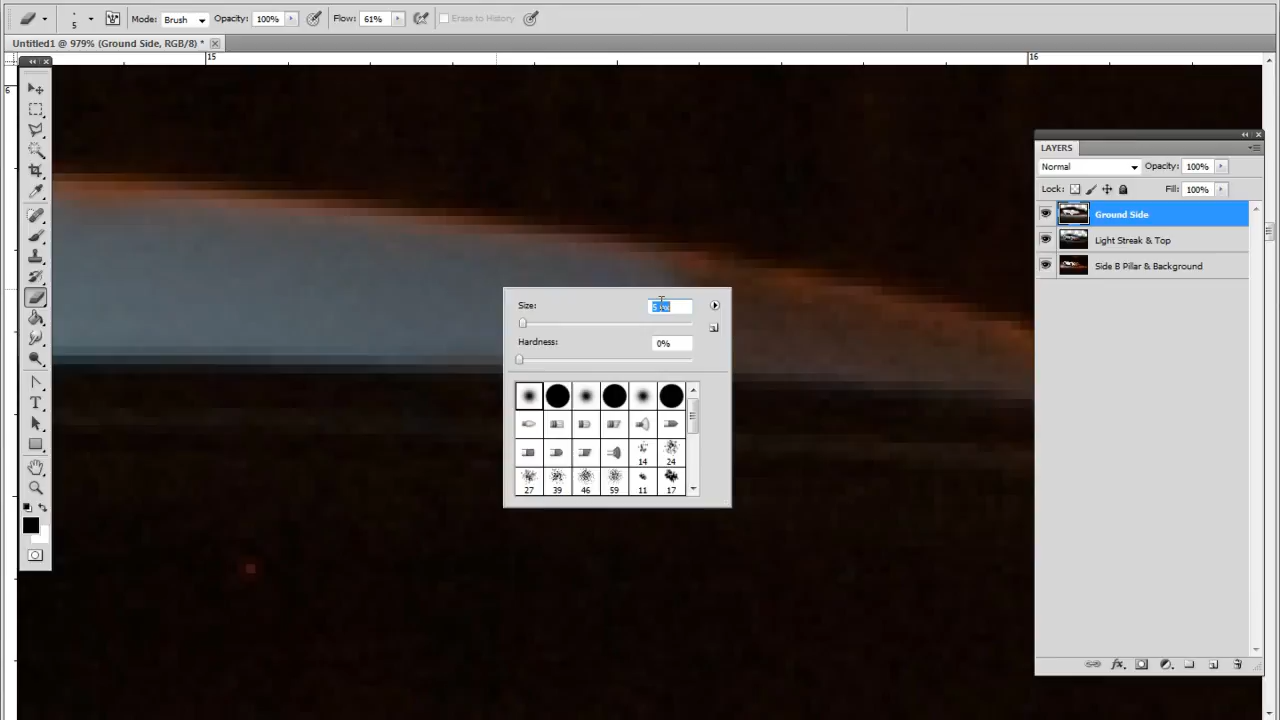 5 Mode: Brush Opacity: 100% Flow: 61% Erase to History
Untitled1 @ 979% (Ground Side, RGB/8) *
15 16
6
LAYERS
Normal Opacity: 100%
Lock: Fill: 100%
Ground Side
Light Streak & Top
Side B Pillar & Background
Size:
Hardness: 0%
14 24
27 39 46 59 11 17
T